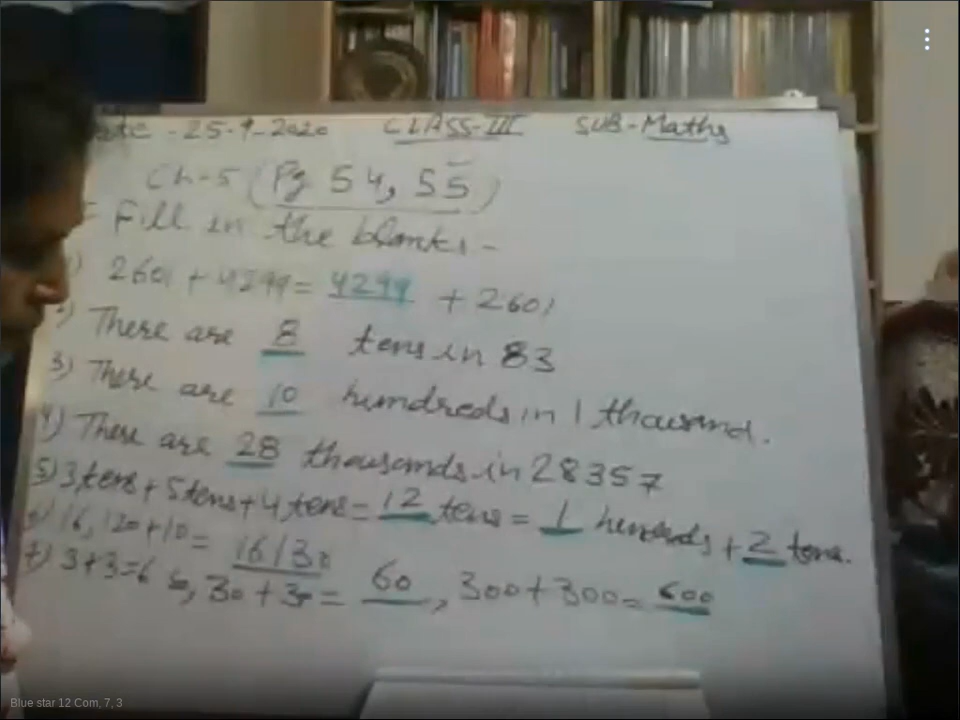 Date - 25-9-2020 CLASS-III SUB-Maths
Ch-5 (Pg 54, 55)
Fill in the blanks -
2601 + 4299 = 4299 + 2601
There are 8 tens in 83
3) There are 10 hundreds in 1 thousand.
4) There are 28 thousands in 28357
5) 3 tens + 5 tens + 4 tens = 12 tens = 1 hundreds + 2 tens.
6) 16,120 + 10 = 16130
7) 3+3=6 so, 30 + 30 = 60, 300 + 300 = 600
Blue star 12 Com, 7, 3